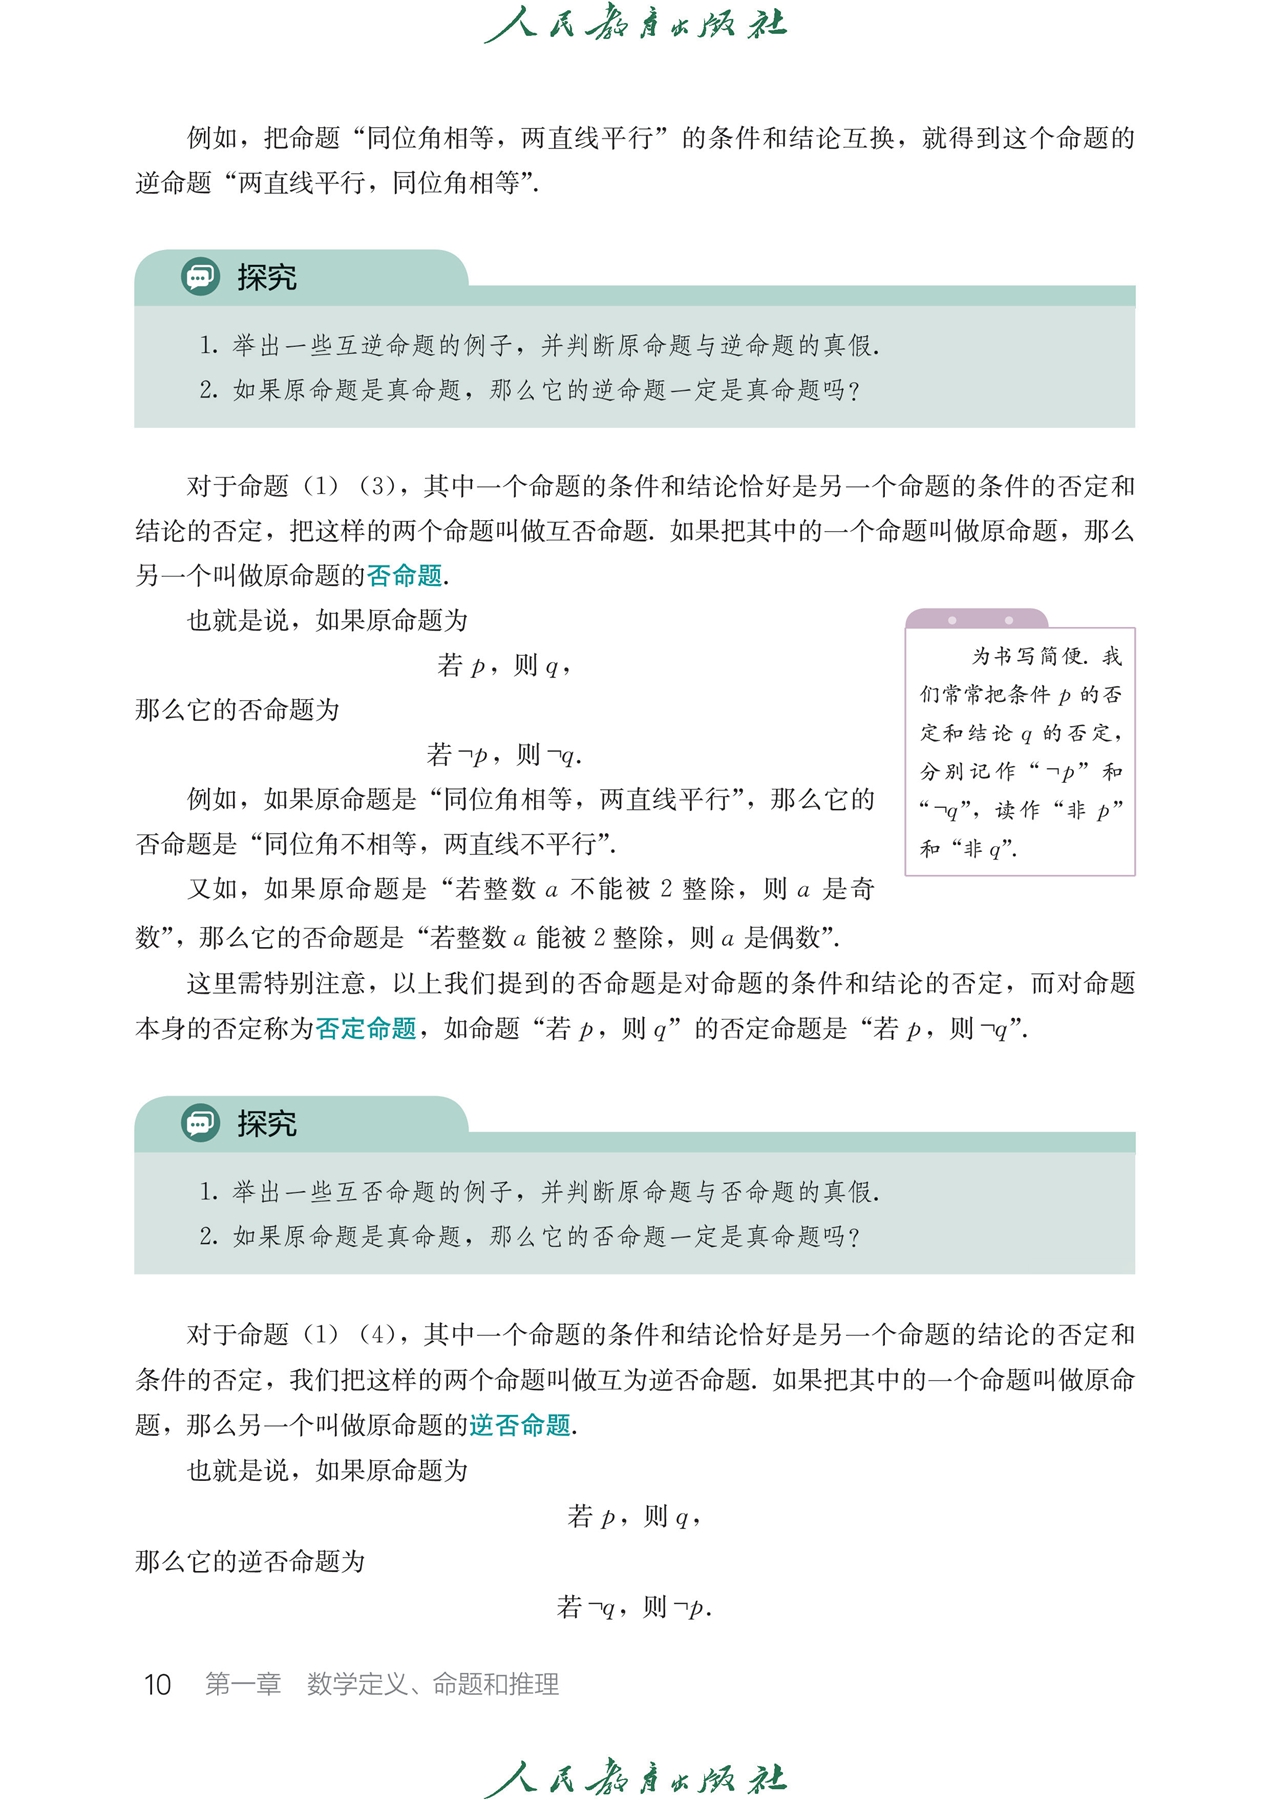 人民教育出版社
例如，把命题“同位角相等，两直线平行”的条件和结论互换，就得到这个命题的
逆命题“两直线平行，同位角相等”.
探究
1. 举出一些互逆命题的例子，并判断原命题与逆命题的真假.
2. 如果原命题是真命题，那么它的逆命题一定是真命题吗？
对于命题（1）（3），其中一个命题的条件和结论恰好是另一个命题的条件的否定和
结论的否定，把这样的两个命题叫做互否命题. 如果把其中的一个命题叫做原命题，那么
另一个叫做原命题的否命题.
也就是说，如果原命题为
若 p，则 q，
那么它的否命题为
若 ¬p，则 ¬q.
为书写简便. 我
们常常把条件 p 的否
定和结论 q 的否定，
分别记作“¬p”和
“¬q”，读作“非 p”
和“非 q”.
例如，如果原命题是“同位角相等，两直线平行”，那么它的
否命题是“同位角不相等，两直线不平行”.
又如，如果原命题是“若整数 a 不能被 2 整除，则 a 是奇
数”，那么它的否命题是“若整数 a 能被 2 整除，则 a 是偶数”.
这里需特别注意，以上我们提到的否命题是对命题的条件和结论的否定，而对命题
本身的否定称为否定命题，如命题“若 p，则 q”的否定命题是“若 p，则 ¬q”.
探究
1. 举出一些互否命题的例子，并判断原命题与否命题的真假.
2. 如果原命题是真命题，那么它的否命题一定是真命题吗？
对于命题（1）（4），其中一个命题的条件和结论恰好是另一个命题的结论的否定和
条件的否定，我们把这样的两个命题叫做互为逆否命题. 如果把其中的一个命题叫做原命
题，那么另一个叫做原命题的逆否命题.
也就是说，如果原命题为
若 p，则 q，
那么它的逆否命题为
若 ¬q，则 ¬p.
10 第一章 数学定义、命题和推理
人民教育出版社